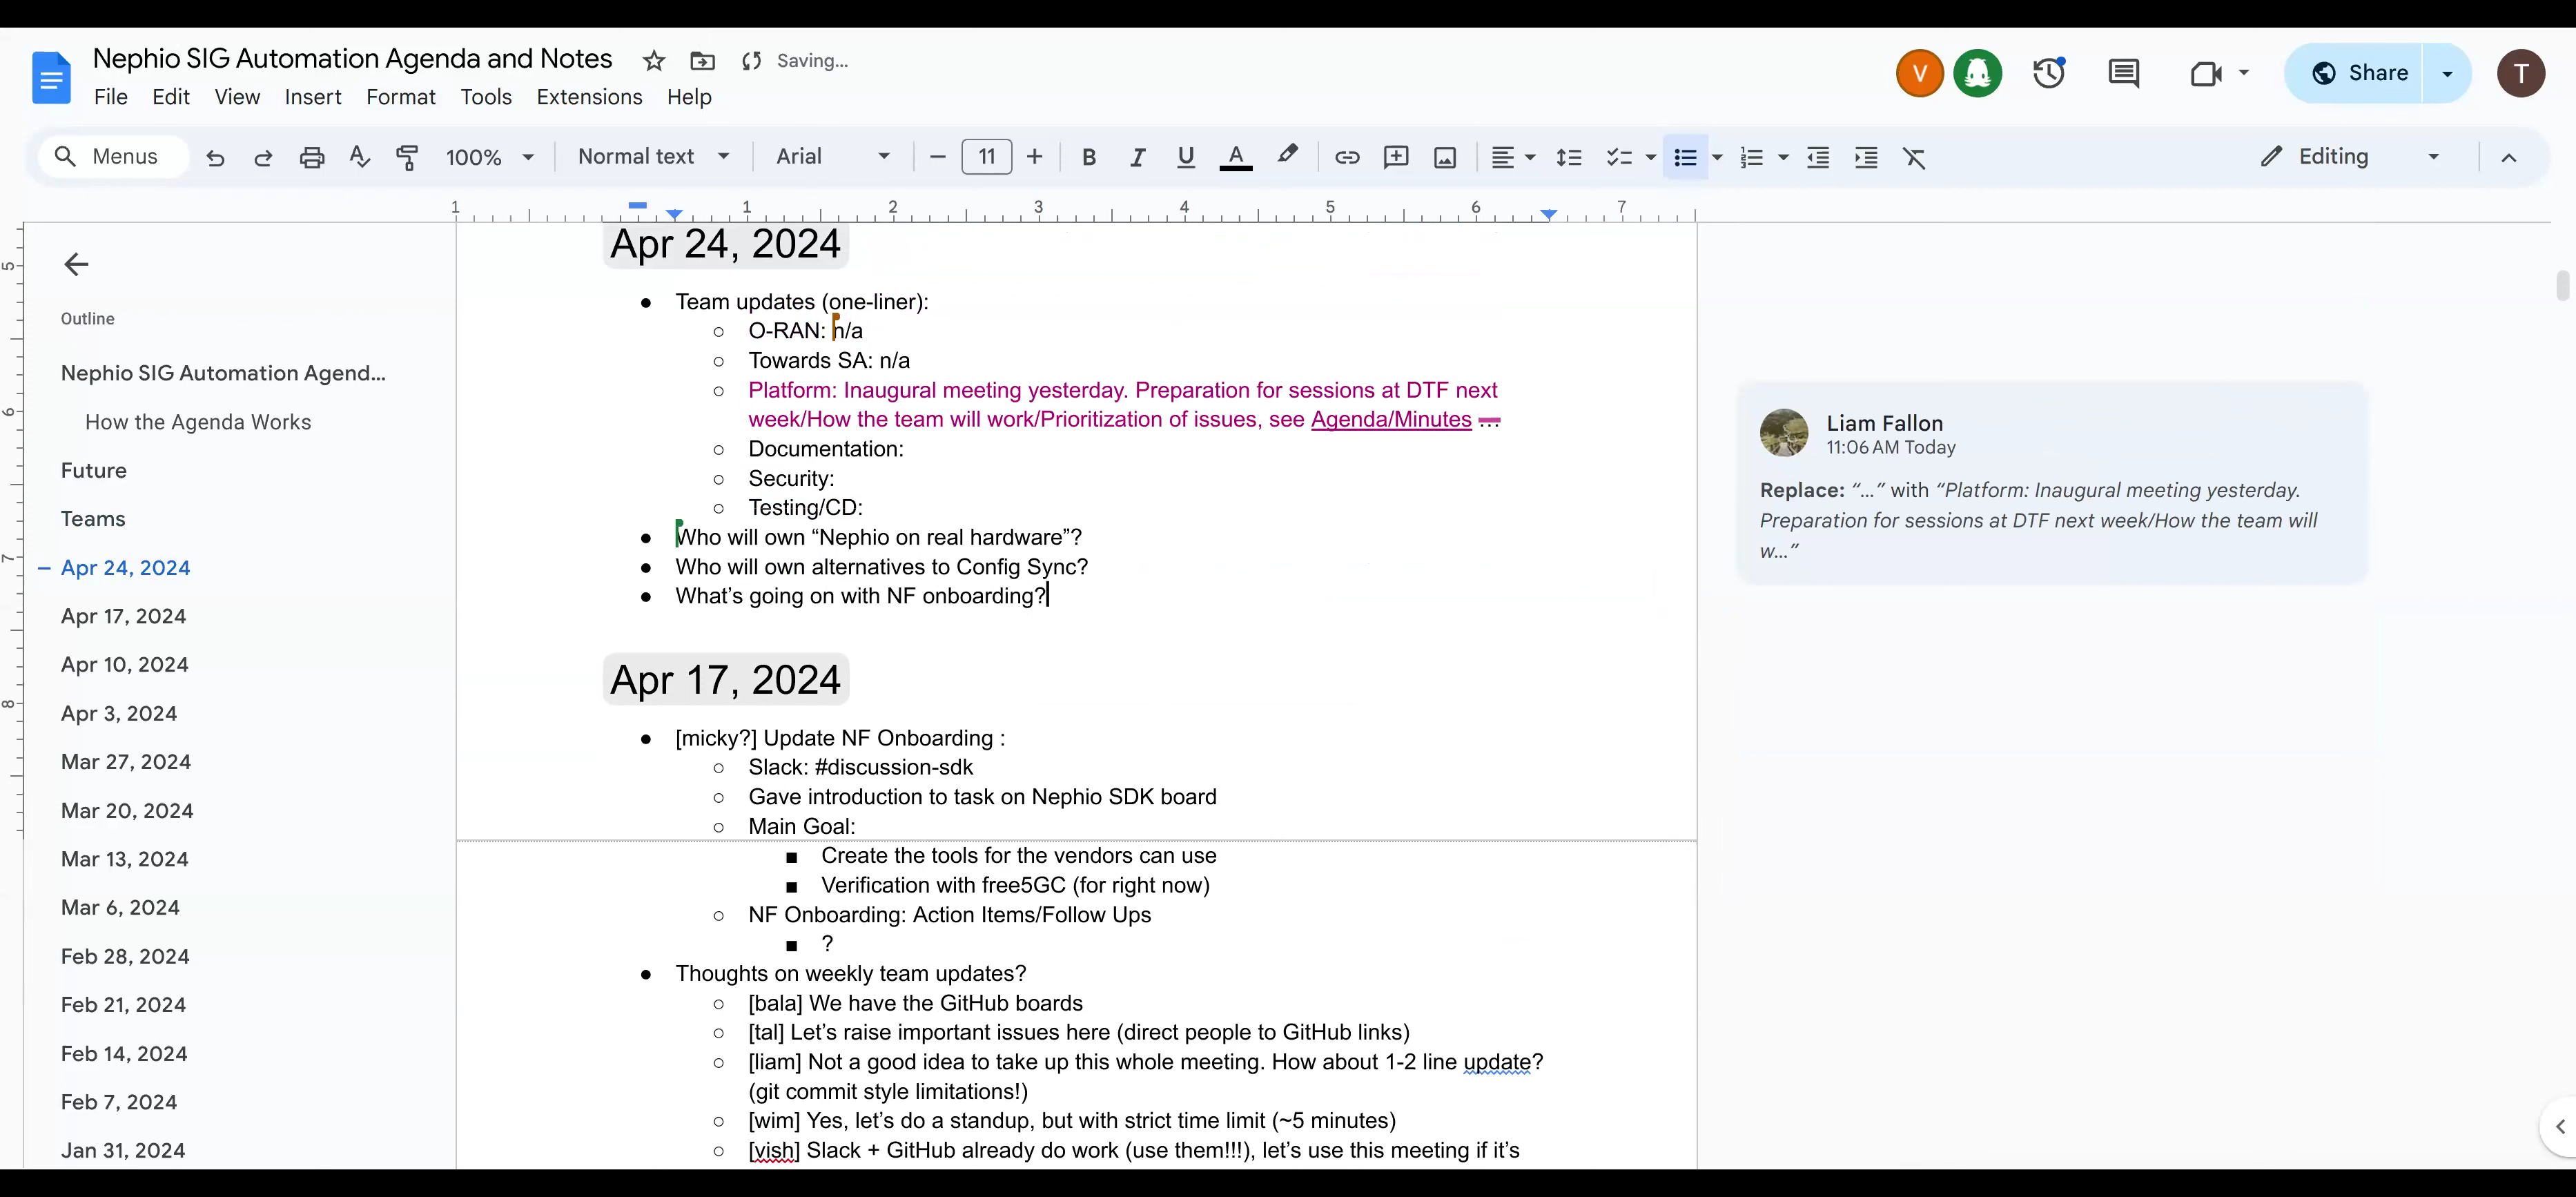 Nephio SIG Automation Agenda and Notes
Saving...
V
Share
T
File Edit View Insert Format Tools Extensions Help
Menus
100%
Normal text
Arial
11
B I U A
Editing
1 1 2 3 4 5 6 7
5
6
7
8
Outline
Nephio SIG Automation Agend...
How the Agenda Works
Future
Teams
Apr 24, 2024
Apr 17, 2024
Apr 10, 2024
Apr 3, 2024
Mar 27, 2024
Mar 20, 2024
Mar 13, 2024
Mar 6, 2024
Feb 28, 2024
Feb 21, 2024
Feb 14, 2024
Feb 7, 2024
Jan 31, 2024
Apr 24, 2024
● Team updates (one-liner):
○ O-RAN: n/a
○ Towards SA: n/a
○ Platform: Inaugural meeting yesterday. Preparation for sessions at DTF next
week/How the team will work/Prioritization of issues, see Agenda/Minutes ...
○ Documentation:
○ Security:
○ Testing/CD:
● Who will own “Nephio on real hardware”?
● Who will own alternatives to Config Sync?
● What’s going on with NF onboarding?
Apr 17, 2024
● [micky?] Update NF Onboarding :
○ Slack: #discussion-sdk
○ Gave introduction to task on Nephio SDK board
○ Main Goal:
■ Create the tools for the vendors can use
■ Verification with free5GC (for right now)
○ NF Onboarding: Action Items/Follow Ups
■ ?
● Thoughts on weekly team updates?
○ [bala] We have the GitHub boards
○ [tal] Let’s raise important issues here (direct people to GitHub links)
○ [liam] Not a good idea to take up this whole meeting. How about 1-2 line update?
(git commit style limitations!)
○ [wim] Yes, let’s do a standup, but with strict time limit (~5 minutes)
○ [vish] Slack + GitHub already do work (use them!!!), let’s use this meeting if it’s
Liam Fallon
11:06 AM Today
Replace: “...” with “Platform: Inaugural meeting yesterday.
Preparation for sessions at DTF next week/How the team will
w...”